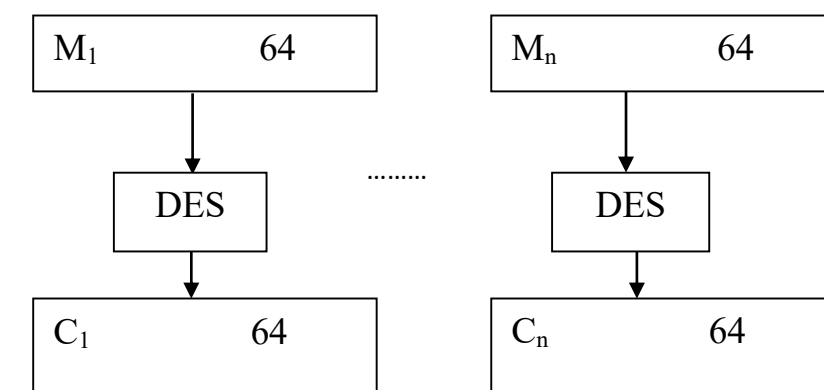 M₁ 64 Mₙ 64
………
DES DES
C₁ 64 Cₙ 64